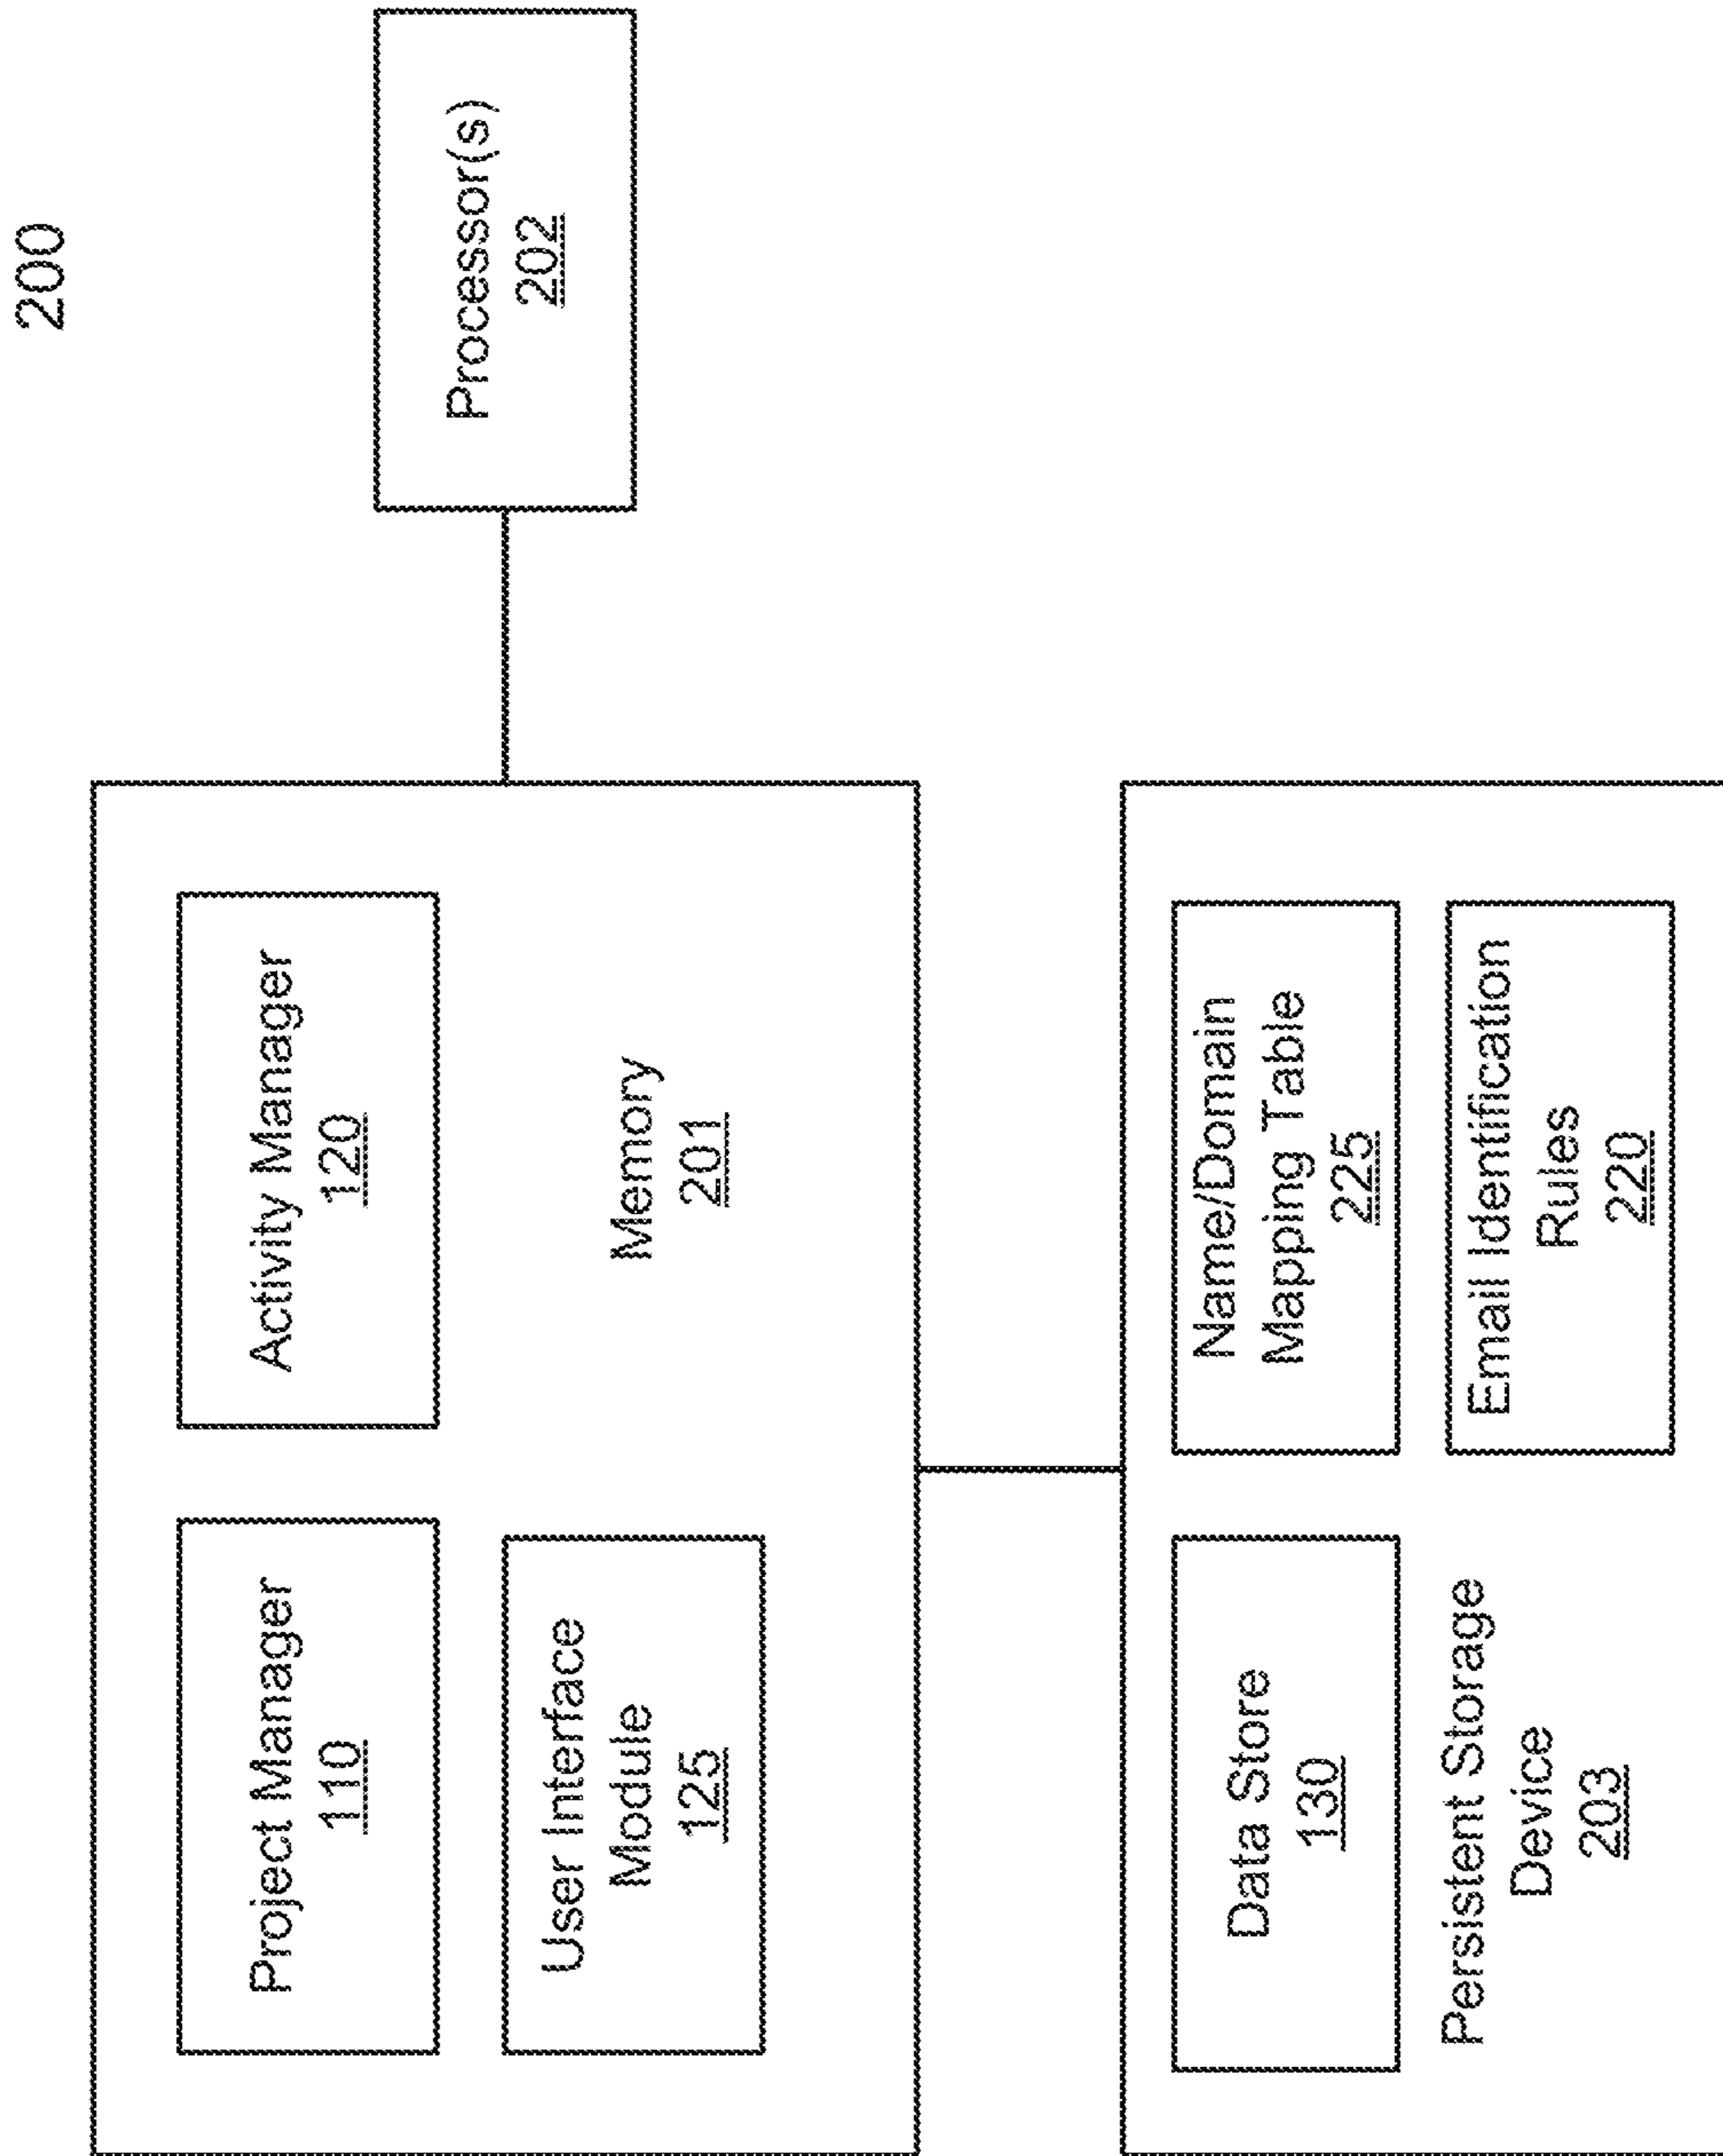 200
Project Manager
110
Activity Manager
120
User Interface
Module
125
Memory
201
Processor(s)
202
Data Store
130
Persistent Storage
Device
203
Name/Domain
Mapping Table
225
Email Identification
Rules
220